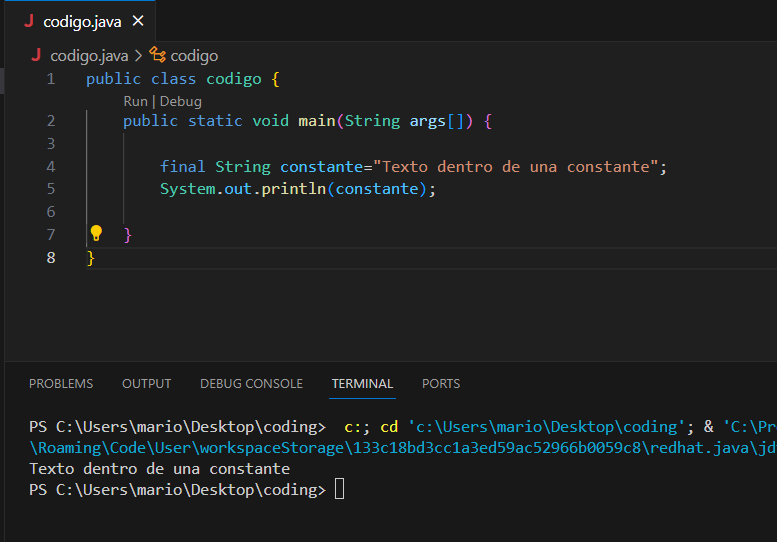 J codigo.java ×
J codigo.java > codigo
1 public class codigo {
Run | Debug
2 public static void main(String args[]) {
3
4 final String constante="Texto dentro de una constante";
5 System.out.println(constante);
6
7 }
8 }
PROBLEMS OUTPUT DEBUG CONSOLE TERMINAL PORTS
PS C:\Users\mario\Desktop\coding> c:; cd 'c:\Users\mario\Desktop\coding'; & 'C:\Pr
\Roaming\Code\User\workspaceStorage\133c18bd3cc1a3ed59ac52966b0059c8\redhat.java\jd
Texto dentro de una constante
PS C:\Users\mario\Desktop\coding>